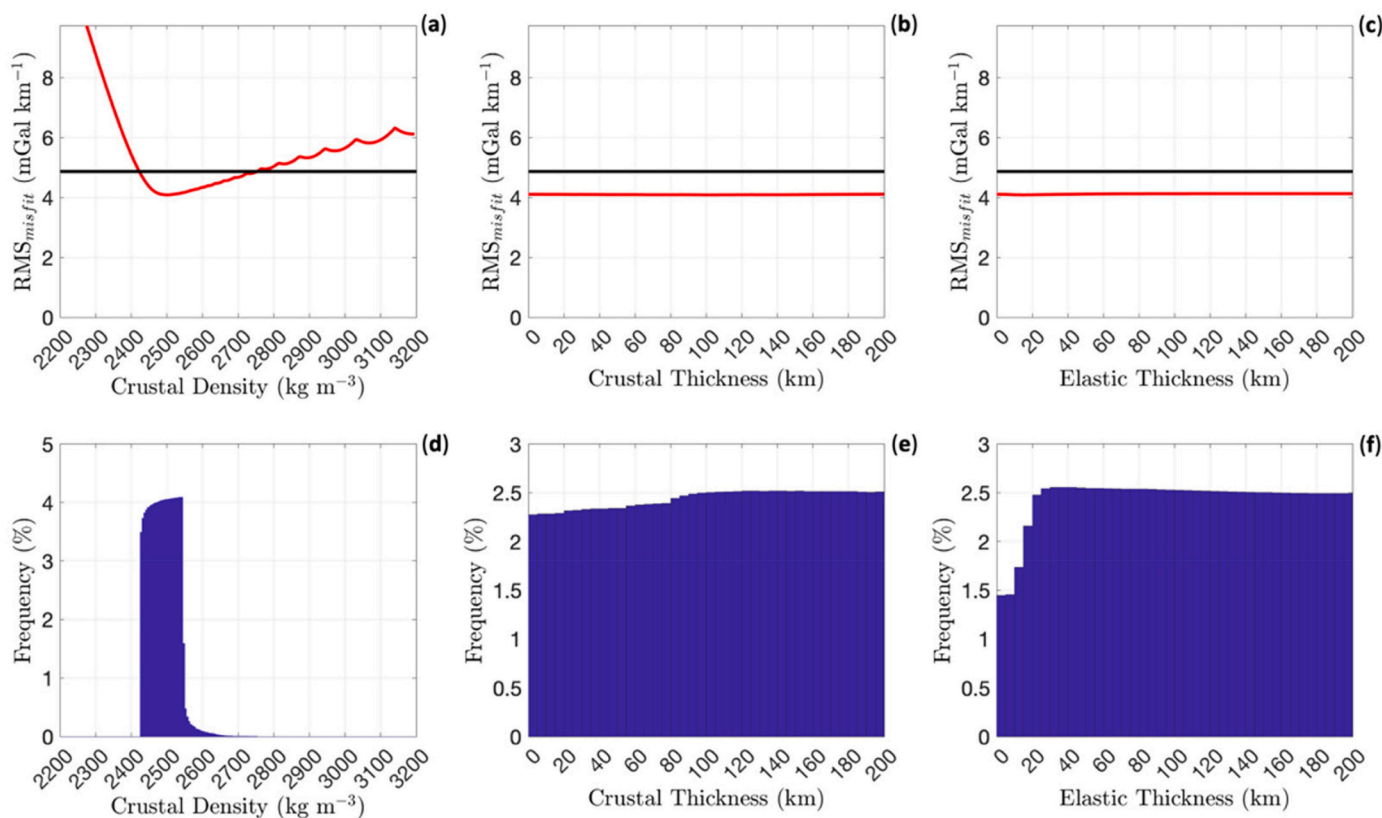 (a)
RMS_misfit (mGal km⁻¹)
8
6
4
2
0
2200 2300 2400 2500 2600 2700 2800 2900 3000 3100 3200
Crustal Density (kg m⁻³)
(b)
RMS_misfit (mGal km⁻¹)
8
6
4
2
0
0 20 40 60 80 100 120 140 160 180 200
Crustal Thickness (km)
(c)
RMS_misfit (mGal km⁻¹)
8
6
4
2
0
0 20 40 60 80 100 120 140 160 180 200
Elastic Thickness (km)
(d)
Frequency (%)
5
4
3
2
1
0
2200 2300 2400 2500 2600 2700 2800 2900 3000 3100 3200
Crustal Density (kg m⁻³)
(e)
Frequency (%)
3
2.5
2
1.5
1
0.5
0
0 20 40 60 80 100 120 140 160 180 200
Crustal Thickness (km)
(f)
Frequency (%)
3
2.5
2
1.5
1
0.5
0
0 20 40 60 80 100 120 140 160 180 200
Elastic Thickness (km)